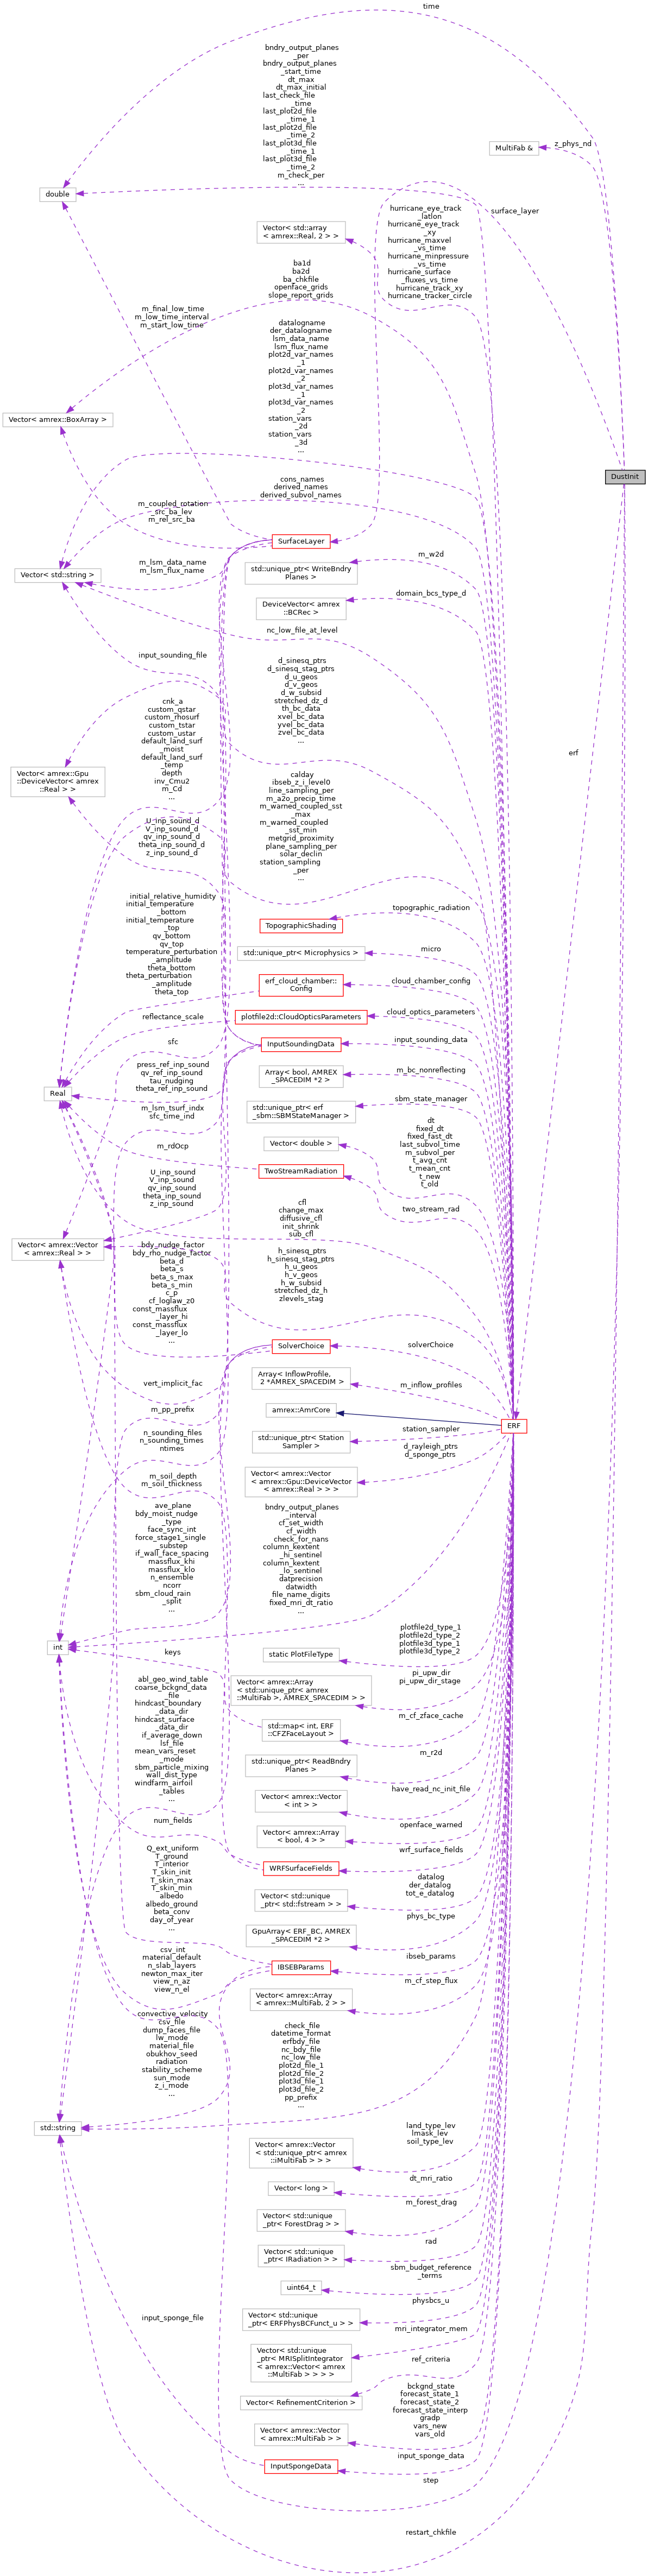 time
bndry_output_planes
_per
bndry_output_planes
_start_time
dt_max
dt_max_initial
last_check_file
_time
last_plot2d_file
_time_1
last_plot2d_file
_time_2
last_plot3d_file
_time_1
last_plot3d_file
_time_2
m_check_per
...
z_phys_nd
MultiFab &
double
surface_layer
hurricane_eye_track
_latlon
hurricane_eye_track
_xy
hurricane_maxvel
_vs_time
hurricane_minpressure
_vs_time
hurricane_surface
_fluxes_vs_time
hurricane_track_xy
hurricane_tracker_circle
Vector< std::array
< amrex::Real, 2 > >
ba1d
ba2d
ba_chkfile
openface_grids
slope_report_grids
m_final_low_time
m_low_time_interval
m_start_low_time
datalogname
der_datalogname
lsm_data_name
lsm_flux_name
plot2d_var_names
_1
plot2d_var_names
_2
plot3d_var_names
_1
plot3d_var_names
_2
station_vars
_2d
station_vars
_3d
...
Vector< amrex::BoxArray >
DustInit
cons_names
derived_names
derived_subvol_names
m_coupled_rotation
_src_ba_lev
m_rel_src_ba
SurfaceLayer
m_w2d
m_lsm_data_name
m_lsm_flux_name
std::unique_ptr< WriteBndry
Planes >
Vector< std::string >
domain_bcs_type_d
DeviceVector< amrex
::BCRec >
nc_low_file_at_level
input_sounding_file
d_sinesq_ptrs
d_sinesq_stag_ptrs
d_u_geos
d_v_geos
d_w_subsid
stretched_dz_d
th_bc_data
xvel_bc_data
yvel_bc_data
zvel_bc_data
...
cnk_a
custom_qstar
custom_rhosurf
custom_tstar
custom_ustar
default_land_surf
_moist
default_land_surf
_temp
depth
inv_Cmu2
m_Cd
...
erf
Vector< amrex::Gpu
::DeviceVector< amrex
::Real > >
calday
ibseb_z_i_level0
line_sampling_per
m_a2o_precip_time
m_warned_coupled_sst
_max
m_warned_coupled
_sst_min
metgrid_proximity
plane_sampling_per
solar_declin
station_sampling
_per
...
U_inp_sound_d
V_inp_sound_d
qv_inp_sound_d
theta_inp_sound_d
z_inp_sound_d
initial_relative_humidity
initial_temperature
_bottom
initial_temperature
_top
qv_bottom
qv_top
temperature_perturbation
_amplitude
theta_bottom
theta_perturbation
_amplitude
theta_top
topographic_radiation
TopographicShading
micro
std::unique_ptr< Microphysics >
cloud_chamber_config
erf_cloud_chamber::
Config
cloud_optics_parameters
reflectance_scale
plotfile2d::CloudOpticsParameters
sfc
input_sounding_data
InputSoundingData
press_ref_inp_sound
qv_ref_inp_sound
tau_nudging
theta_ref_inp_sound
m_bc_nonreflecting
Array< bool, AMREX
_SPACEDIM *2 >
Real
sbm_state_manager
m_lsm_tsurf_indx
sfc_time_ind
std::unique_ptr< erf
_sbm::SBMStateManager >
dt
fixed_dt
fixed_fast_dt
last_subvol_time
m_subvol_per
t_avg_cnt
t_mean_cnt
t_new
t_old
Vector< double >
m_rdOcp
TwoStreamRadiation
U_inp_sound
V_inp_sound
qv_inp_sound
theta_inp_sound
z_inp_sound
two_stream_rad
cfl
change_max
diffusive_cfl
init_shrink
sub_cfl
Vector< amrex::Vector
< amrex::Real > >
bdy_nudge_factor
bdy_rho_nudge_factor
beta_d
beta_s
beta_s_max
beta_s_min
c_p
cf_loglaw_z0
const_massflux
_layer_hi
const_massflux
_layer_lo
...
h_sinesq_ptrs
h_sinesq_stag_ptrs
h_u_geos
h_v_geos
h_w_subsid
stretched_dz_h
zlevels_stag
SolverChoice
solverChoice
vert_implicit_fac
Array< InflowProfile,
2 *AMREX_SPACEDIM >
m_inflow_profiles
m_pp_prefix
amrex::AmrCore
ERF
station_sampler
n_sounding_files
n_sounding_times
ntimes
std::unique_ptr< Station
Sampler >
d_rayleigh_ptrs
d_sponge_ptrs
m_soil_depth
m_soil_thickness
Vector< amrex::Vector
< amrex::Gpu::DeviceVector
< amrex::Real > > >
ave_plane
bdy_moist_nudge
_type
face_sync_int
force_stage1_single
_substep
if_wall_face_spacing
massflux_khi
massflux_klo
n_ensemble
ncorr
sbm_cloud_rain
_split
...
bndry_output_planes
_interval
cf_set_width
cf_width
check_for_nans
column_kextent
_hi_sentinel
column_kextent
_lo_sentinel
datprecision
datwidth
file_name_digits
fixed_mri_dt_ratio
...
int
keys
static PlotFileType
plotfile2d_type_1
plotfile2d_type_2
plotfile3d_type_1
plotfile3d_type_2
pi_upw_dir
pi_upw_dir_stage
Vector< amrex::Array
< std::unique_ptr< amrex
::MultiFab >, AMREX_SPACEDIM > >
abl_geo_wind_table
coarse_bckgnd_data
_file
hindcast_boundary
_data_dir
hindcast_surface
_data_dir
if_average_down
lsf_file
mean_vars_reset
_mode
sbm_particle_mixing
wall_dist_type
windfarm_airfoil
_tables
...
m_cf_zface_cache
std::map< int, ERF
::CFZFaceLayout >
m_r2d
std::unique_ptr< ReadBndry
Planes >
have_read_nc_init_file
Vector< amrex::Vector
< int > >
num_fields
openface_warned
Vector< amrex::Array
< bool, 4 > >
wrf_surface_fields
WRFSurfaceFields
Q_ext_uniform
T_ground
T_interior
T_skin_init
T_skin_max
T_skin_min
albedo
albedo_ground
beta_conv
day_of_year
...
datalog
der_datalog
tot_e_datalog
Vector< std::unique
_ptr< std::fstream > >
phys_bc_type
GpuArray< ERF_BC, AMREX
_SPACEDIM *2 >
ibseb_params
IBSEBParams
csv_int
material_default
n_slab_layers
newton_max_iter
view_n_az
view_n_el
m_cf_step_flux
Vector< amrex::Array
< amrex::MultiFab, 2 > >
convective_velocity
csv_file
dump_faces_file
lw_mode
material_file
obukhov_seed
radiation
stability_scheme
sun_mode
z_i_mode
...
check_file
datetime_format
erfbdy_file
nc_bdy_file
nc_low_file
plot2d_file_1
plot2d_file_2
plot3d_file_1
plot3d_file_2
pp_prefix
...
std::string
land_type_lev
lmask_lev
soil_type_lev
Vector< amrex::Vector
< std::unique_ptr< amrex
::iMultiFab > > >
dt_mri_ratio
Vector< long >
m_forest_drag
Vector< std::unique
_ptr< ForestDrag > >
rad
Vector< std::unique
_ptr< IRadiation > >
sbm_budget_reference
_terms
uint64_t
physbcs_u
Vector< std::unique
_ptr< ERFPhysBCFunct_u > >
input_sponge_file
mri_integrator_mem
Vector< std::unique
_ptr< MRISplitIntegrator
< amrex::Vector< amrex
::MultiFab > > > >
ref_criteria
Vector< RefinementCriterion >
bckgnd_state
forecast_state_1
forecast_state_2
forecast_state_interp
gradp
vars_new
vars_old
Vector< amrex::Vector
< amrex::MultiFab > >
input_sponge_data
InputSpongeData
step
restart_chkfile